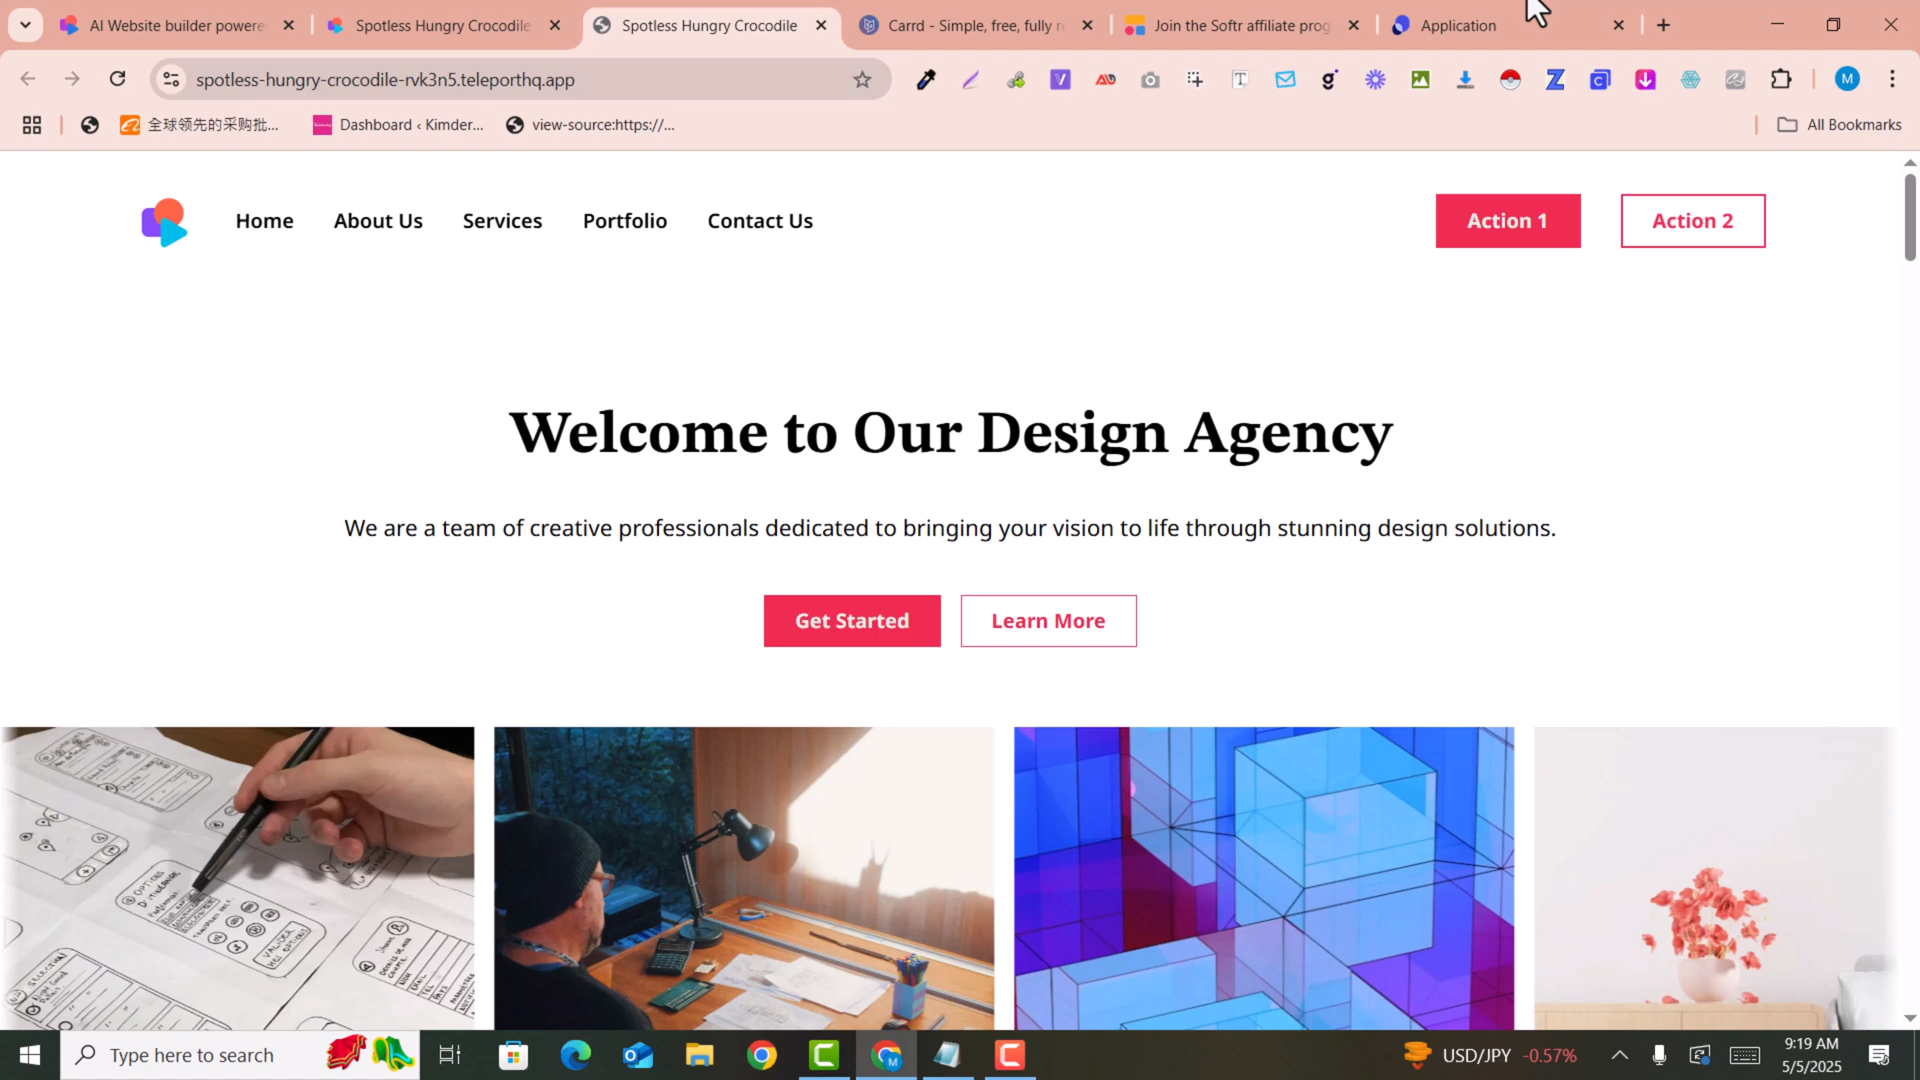 AI Website builder powere
Spotless Hungry Crocodile
Spotless Hungry Crocodile
Carrd - Simple, free, fully re
Join the Softr affiliate prog
Application
spotless-hungry-crocodile-rvk3n5.teleporthq.app
M
全球领先的采购批...
Dashboard ‹ Kimder...
view-source:https://...
All Bookmarks
Home
About Us
Services
Portfolio
Contact Us
Action 1
Action 2
Welcome to Our Design Agency
We are a team of creative professionals dedicated to bringing your vision to life through stunning design solutions.
Get Started
Learn More
OPTIONS
Type here to search
USD/JPY -0.57%
9:19 AM
5/5/2025